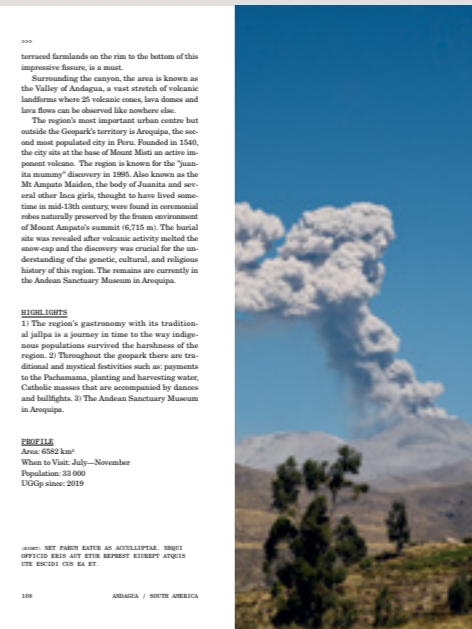 >>>
terraced farmlands on the rim to the bottom of this
impressive fissure, is a must.
Surrounding the canyon, the area is known as
the Valley of Andagua, a vast stretch of volcanic
landforms where 25 volcanic cones, lava domes and
lava flows can be observed like nowhere else.
The region's most important urban centre but
outside the Geopark's territory is Arequipa, the sec-
ond most populated city in Peru. Founded in 1540,
the city sits at the base of Mount Misti an active im-
ponent volcano. The region is known for the "juan-
ita mummy" discovery in 1995. Also known as the
Mt Ampato Maiden, the body of Juanita and sev-
eral other Inca girls, thought to have lived some-
time in mid-13th century, were found in ceremonial
robes naturally preserved by the frozen environment
of Mount Ampato's summit (6,715 m). The burial
site was revealed after volcanic activity melted the
snow-cap and the discovery was crucial for the un-
derstanding of the genetic, cultural, and religious
history of this region. The remains are currently in
the Andean Sanctuary Museum in Arequipa.
HIGHLIGHTS
1) The region's gastronomy with its tradition-
al jallpa is a journey in time to the way indige-
nous populations survived the harshness of the
region. 2) Throughout the geopark there are tra-
ditional and mystical festivities such as: payments
to the Pachamama, planting and harvesting water,
Catholic masses that are accompanied by dances
and bullfights. 3) The Andean Sanctuary Museum
in Arequipa.
PROFILE
Area: 6582 km²
When to Visit: July—November
Population: 33 000
UGGp since: 2019
(RIGHT) NET PARUM EATUR AS ACCULLUPTAE. NEQUI
OFFICID ERIS AUT ETUR REPREST EIUREPT ATQUIS
UTE ESCIDI CUS EA ET.
108 ANDAGUA / SOUTH AMERICA